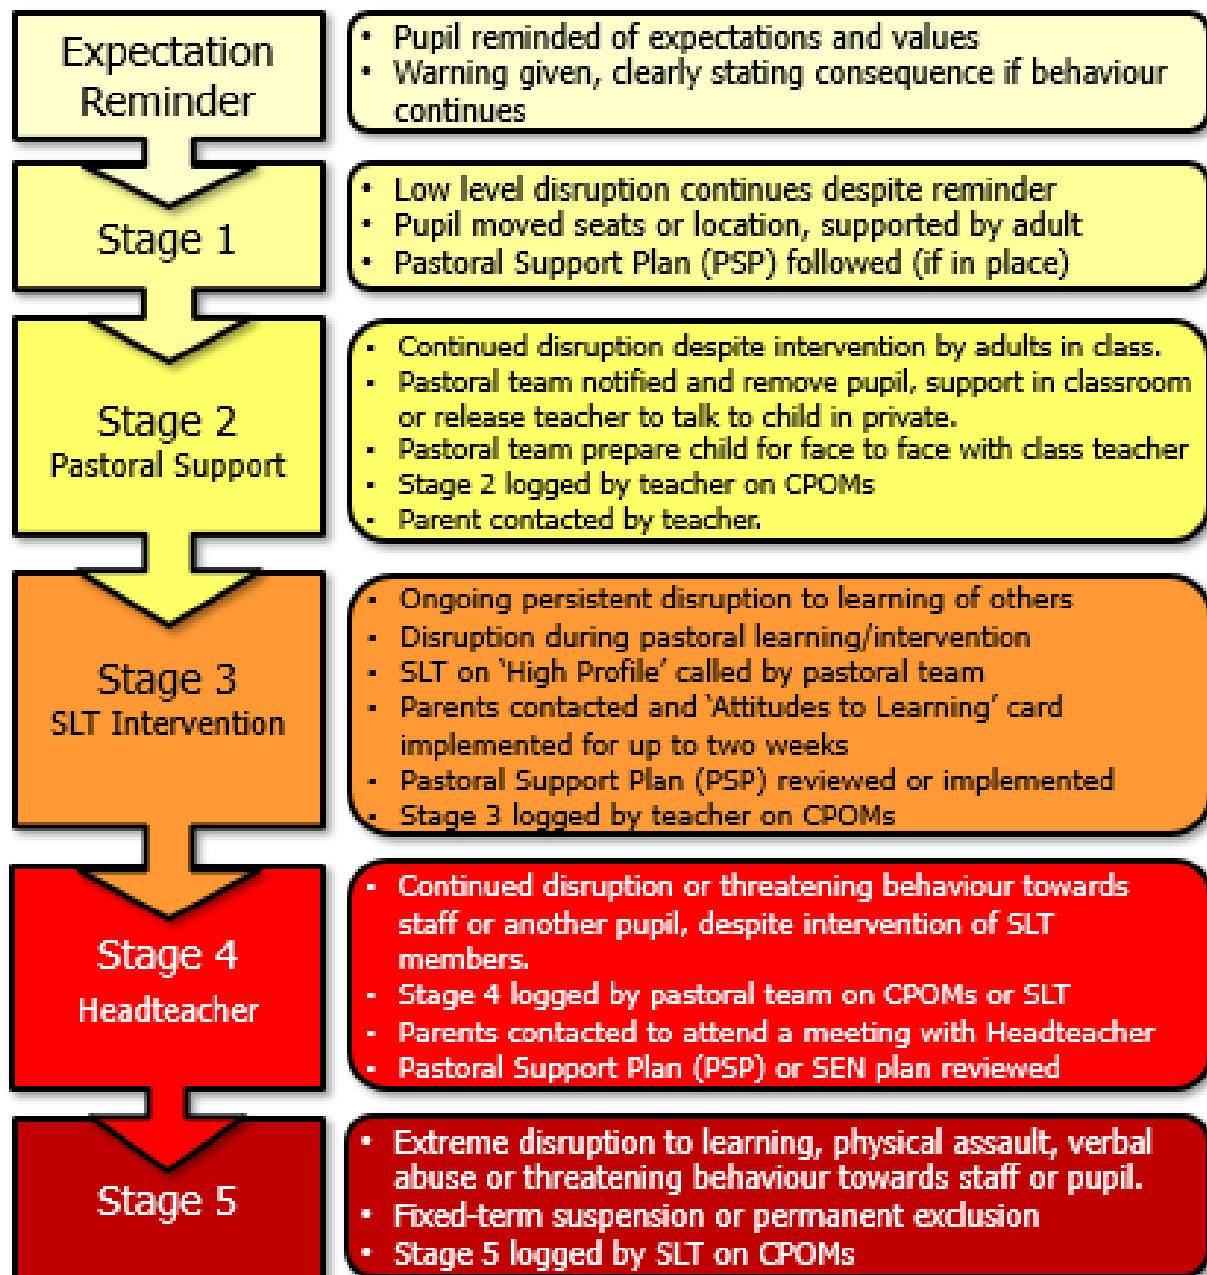 Expectation
Reminder
• Pupil reminded of expectations and values
• Warning given, clearly stating consequence if behaviour
continues
Stage 1
• Low level disruption continues despite reminder
• Pupil moved seats or location, supported by adult
• Pastoral Support Plan (PSP) followed (if in place)
Stage 2
Pastoral Support
▪ Continued disruption despite intervention by adults in class.
▪ Pastoral team notified and remove pupil, support in classroom
or release teacher to talk to child in private.
▪ Pastoral team prepare child for face to face with class teacher
▪ Stage 2 logged by teacher on CPOMs
▪ Parent contacted by teacher.
Stage 3
SLT Intervention
▪ Ongoing persistent disruption to learning of others
▪ Disruption during pastoral learning/intervention
▪ SLT on ‘High Profile’ called by pastoral team
▪ Parents contacted and ‘Attitudes to Learning’ card
implemented for up to two weeks
▪ Pastoral Support Plan (PSP) reviewed or implemented
▪ Stage 3 logged by teacher on CPOMs
Stage 4
Headteacher
▪ Continued disruption or threatening behaviour towards
staff or another pupil, despite intervention of SLT
members.
▪ Stage 4 logged by pastoral team on CPOMs or SLT
▪ Parents contacted to attend a meeting with Headteacher
▪ Pastoral Support Plan (PSP) or SEN plan reviewed
Stage 5
• Extreme disruption to learning, physical assault, verbal
abuse or threatening behaviour towards staff or pupil.
• Fixed-term suspension or permanent exclusion
• Stage 5 logged by SLT on CPOMs